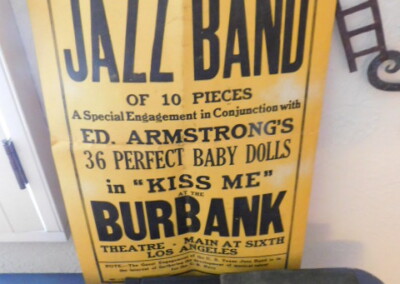 JAZZ BAND
OF 10 PIECES
A Special Engagement in Conjunction with
ED. ARMSTRONG'S
36 PERFECT BABY DOLLS
in "KISS ME"
AT THE
BURBANK
THEATRE - MAIN AT SIXTH
LOS ANGELES